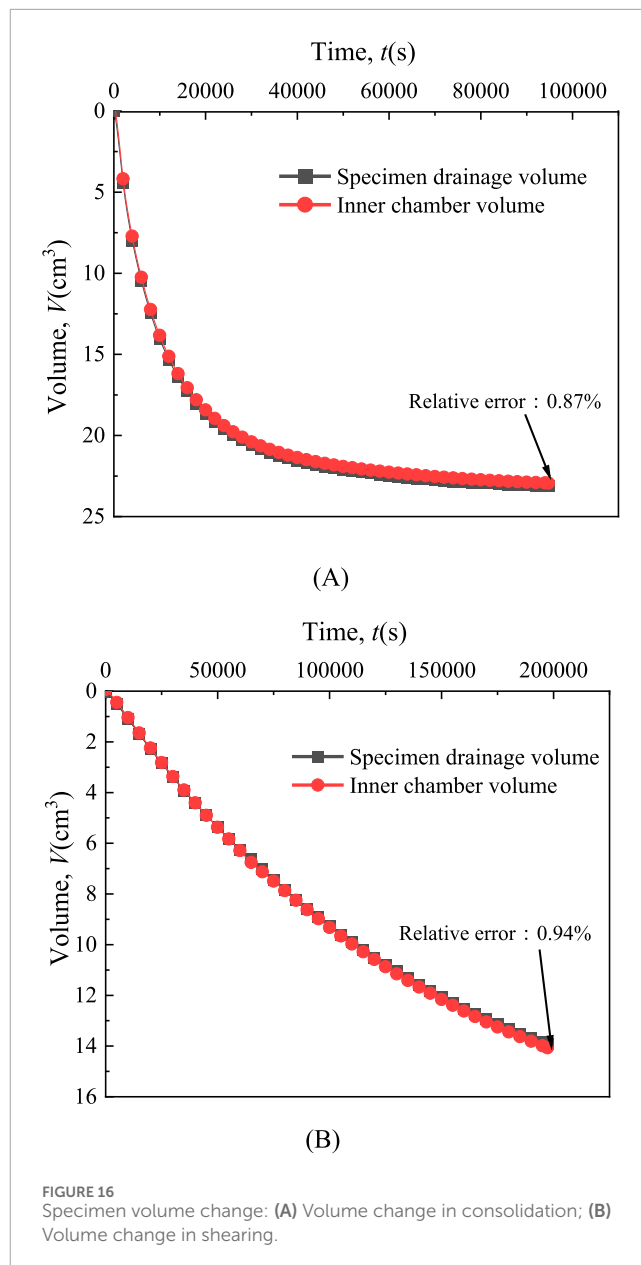 Time, t(s)
0 20000 40000 60000 80000 100000
0
5
10
15
20
25
Volume, V(cm³)
Specimen drainage volume
Inner chamber volume
Relative error：0.87%
(A)
Time, t(s)
0 50000 100000 150000 200000
0
2
4
6
8
10
12
14
16
Volume, V(cm³)
Specimen drainage volume
Inner chamber volume
Relative error：0.94%
(B)
FIGURE 16
Specimen volume change: (A) Volume change in consolidation; (B)
Volume change in shearing.